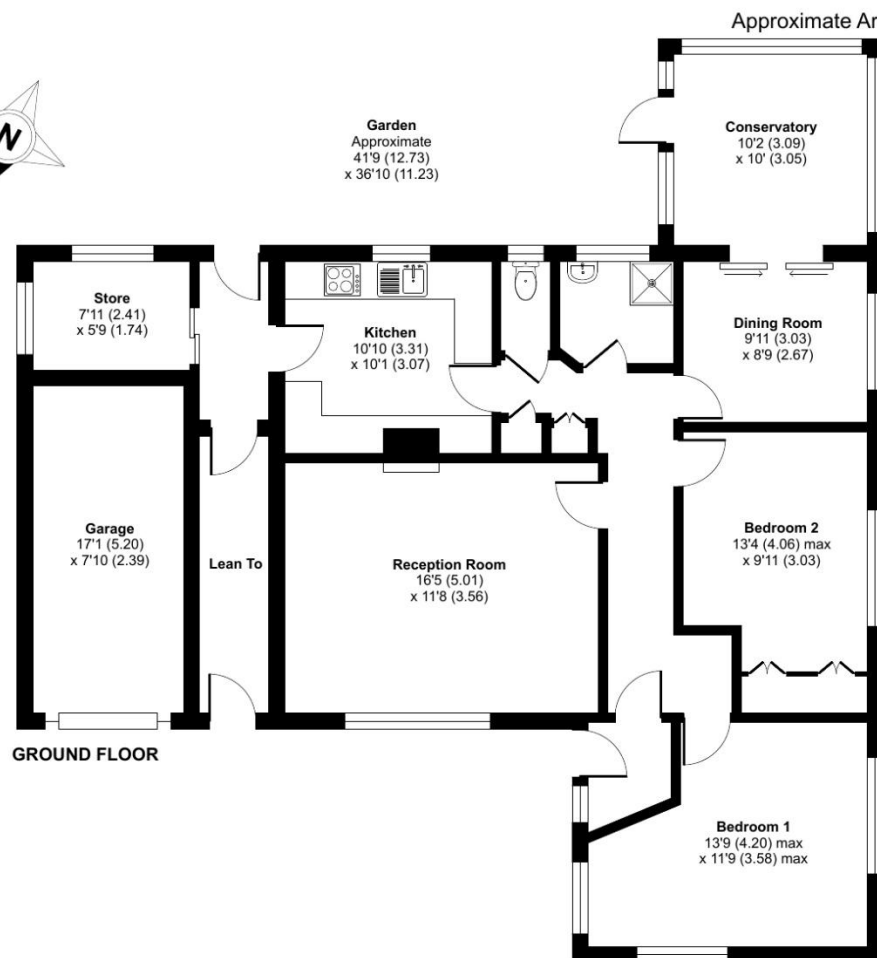 Approximate Ar
N
Garden
Approximate
41'9 (12.73)
x 36'10 (11.23)
Conservatory
10'2 (3.09)
x 10' (3.05)
Store
7'11 (2.41)
x 5'9 (1.74)
Kitchen
10'10 (3.31)
x 10'1 (3.07)
Dining Room
9'11 (3.03)
x 8'9 (2.67)
Garage
17'1 (5.20)
x 7'10 (2.39)
Lean To
Reception Room
16'5 (5.01)
x 11'8 (3.56)
Bedroom 2
13'4 (4.06) max
x 9'11 (3.03)
GROUND FLOOR
Bedroom 1
13'9 (4.20) max
x 11'9 (3.58) max